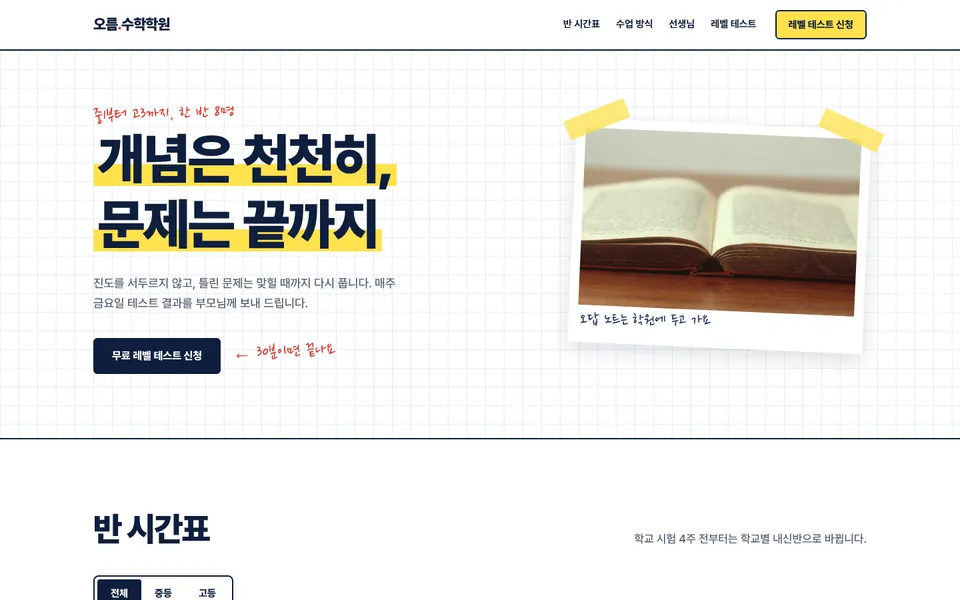 오름.수학학원
반 시간표
수업 방식
선생님
레벨 테스트
레벨 테스트 신청
중1부터 고3까지, 한 반 8명
개념은 천천히,
문제는 끝까지
진도를 서두르지 않고, 틀린 문제는 맞힐 때까지 다시 풉니다. 매주
금요일 테스트 결과를 부모님께 보내 드립니다.
무료 레벨 테스트 신청
← 30분이면 끝나요
오답 노트는 학원에 두고 가요
반 시간표
학교 시험 4주 전부터는 학교별 내신반으로 바뀝니다.
전체
중등
고등